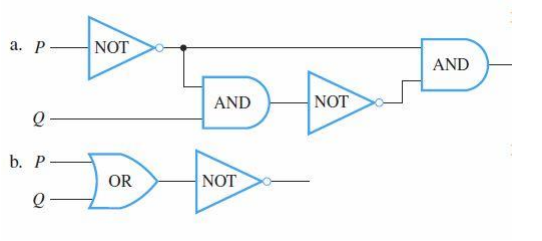 a. P NOT AND
AND NOT
Q
b. P
OR NOT
Q